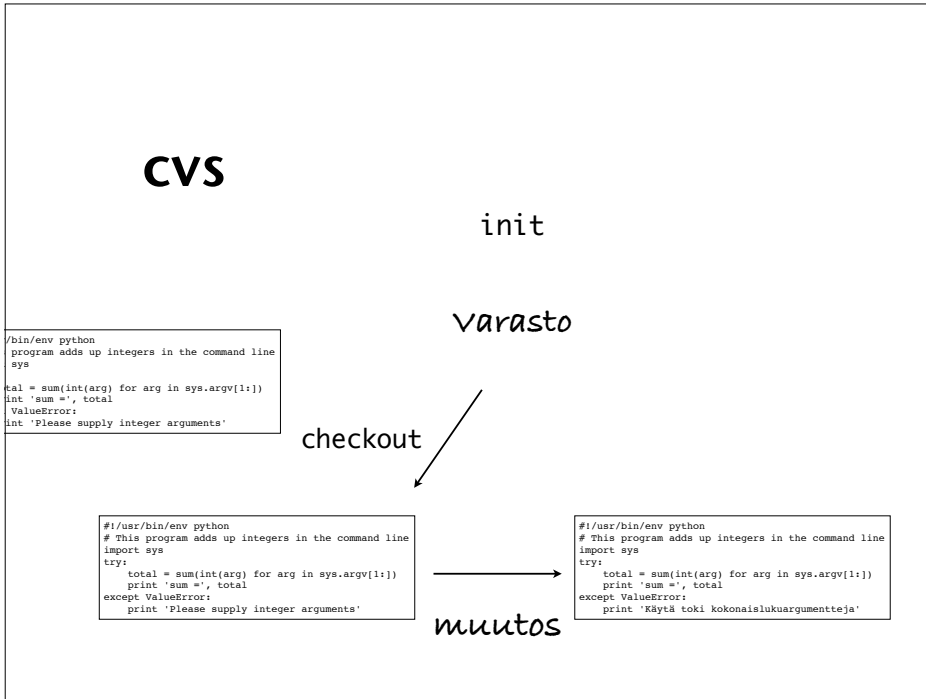 CVS
init
Varasto
/bin/env python
program adds up integers in the command line
sys
tal = sum(int(arg) for arg in sys.argv[1:])
int 'sum =', total
ValueError:
int 'Please supply integer arguments'
checkout
#!/usr/bin/env python
# This program adds up integers in the command line
import sys
try:
    total = sum(int(arg) for arg in sys.argv[1:])
    print 'sum =', total
except ValueError:
    print 'Please supply integer arguments'
muutos
#!/usr/bin/env python
# This program adds up integers in the command line
import sys
try:
    total = sum(int(arg) for arg in sys.argv[1:])
    print 'sum =', total
except ValueError:
    print 'Käytä toki kokonaislukuargumentteja'